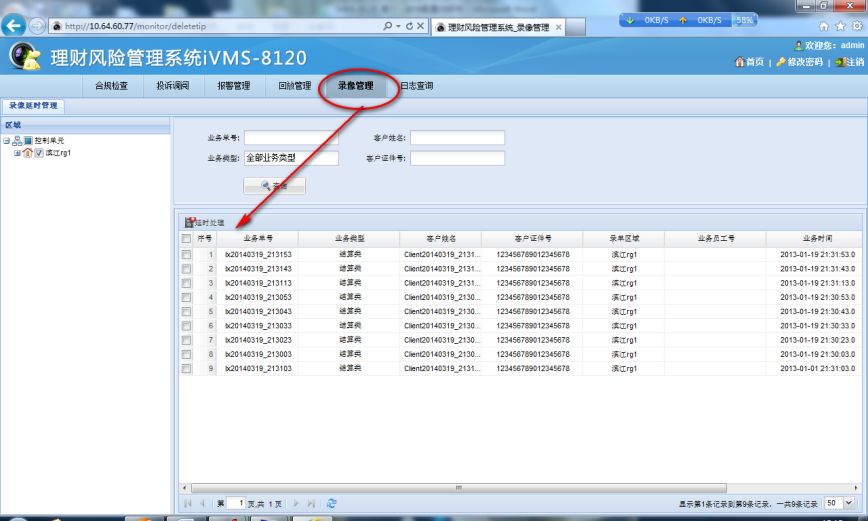 0KB/S 0KB/S 58%
http://10.64.60.77/monitor/deletetip
理财风险管理系统_录像管理
理财风险管理系统iVMS-8120
欢迎您：admin
首页 | 修改密码 | 注销
合规检查 投诉调阅 报警管理 回放管理 录像管理 日志查询
录像延时管理
区域
控制单元
滨江rg1
业务单号： 客户姓名：
业务类型： 全部业务类型 客户证件号：
延时处理
序号 业务单号 业务类型 客户姓名 客户证件号 录单区域 业务员工号 业务时间
1 lx20140319_213153 结算类 Client20140319_2131... 123456789012345678 滨江rg1 2013-01-19 21:31:53.0
2 lx20140319_213143 结算类 Client20140319_2131... 123456789012345678 滨江rg1 2013-01-19 21:31:43.0
3 lx20140319_213113 结算类 Client20140319_2131... 123456789012345678 滨江rg1 2013-01-19 21:31:13.0
4 lx20140319_213053 结算类 Client20140319_2130... 123456789012345678 滨江rg1 2013-01-19 21:30:53.0
5 lx20140319_213043 结算类 Client20140319_2130... 123456789012345678 滨江rg1 2013-01-19 21:30:43.0
6 lx20140319_213033 结算类 Client20140319_2130... 123456789012345678 滨江rg1 2013-01-19 21:30:33.0
7 lx20140319_213023 结算类 Client20140319_2130... 123456789012345678 滨江rg1 2013-01-19 21:30:23.0
8 lx20140319_213003 结算类 Client20140319_2130... 123456789012345678 滨江rg1 2013-01-19 21:30:03.0
9 lx20140319_213103 结算类 Client20140319_2131... 123456789012345678 滨江rg1 2013-01-01 21:31:03.0
第 1 页,共 1 页 显示第1条记录到第9条记录，一共9条记录 50